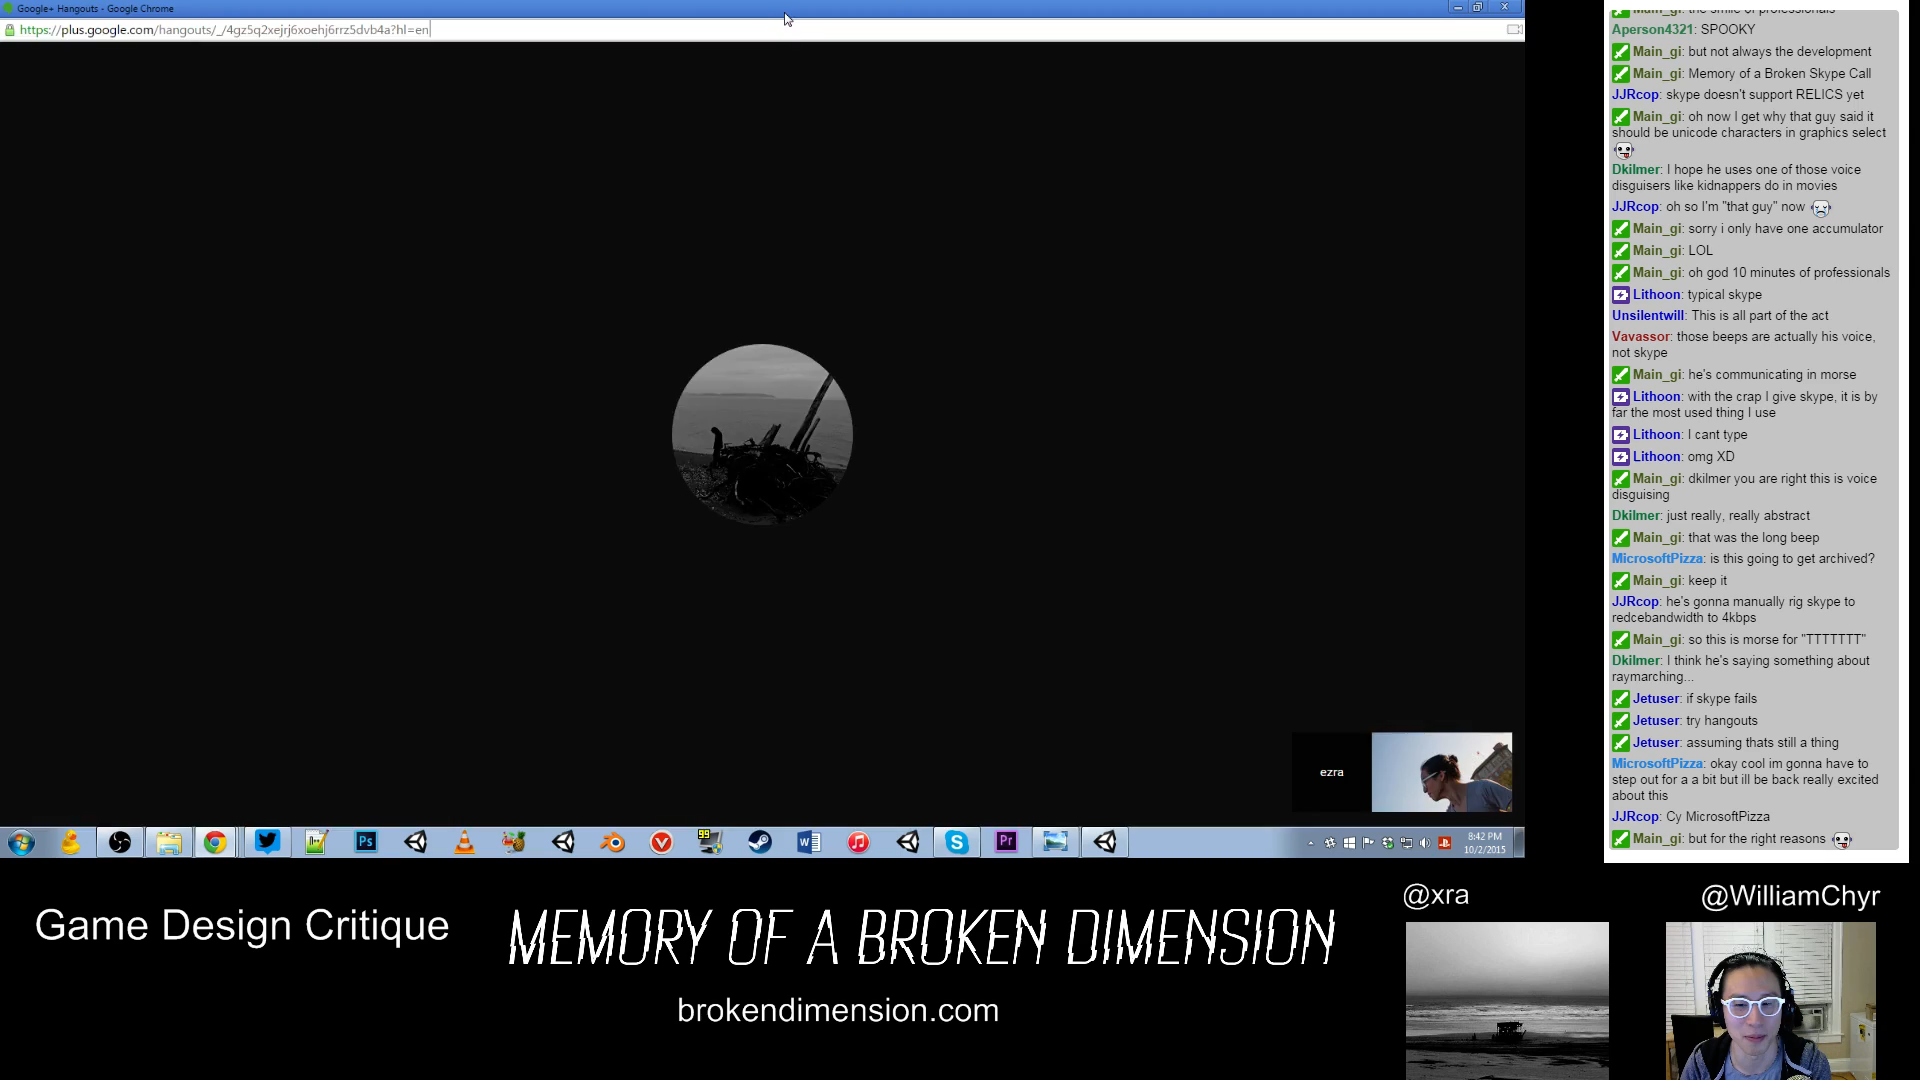 Google+ Hangouts - Google Chrome
https://plus.google.com/hangouts/_/4gz5q2xejrj6xoehj6rrz5dvb4a?hl=en
ezra
99
Ps
W
S
Pr
8:42 PM
10/2/2015
Main_gi: the smile of professionals
Aperson4321: SPOOKY
Main_gi: but not always the development
Main_gi: Memory of a Broken Skype Call
JJRcop: skype doesn't support RELICS yet
Main_gi: oh now I get why that guy said it
should be unicode characters in graphics select
Dkilmer: I hope he uses one of those voice
disguisers like kidnappers do in movies
JJRcop: oh so I'm "that guy" now
Main_gi: sorry i only have one accumulator
Main_gi: LOL
Main_gi: oh god 10 minutes of professionals
Lithoon: typical skype
Unsilentwill: This is all part of the act
Vavassor: those beeps are actually his voice,
not skype
Main_gi: he's communicating in morse
Lithoon: with the crap I give skype, it is by
far the most used thing I use
Lithoon: I cant type
Lithoon: omg XD
Main_gi: dkilmer you are right this is voice
disguising
Dkilmer: just really, really abstract
Main_gi: that was the long beep
MicrosoftPizza: is this going to get archived?
Main_gi: keep it
JJRcop: he's gonna manually rig skype to
redcebandwidth to 4kbps
Main_gi: so this is morse for "TTTTTTT"
Dkilmer: I think he's saying something about
raymarching...
Jetuser: if skype fails
Jetuser: try hangouts
Jetuser: assuming thats still a thing
MicrosoftPizza: okay cool im gonna have to
step out for a a bit but ill be back really excited
about this
JJRcop: Cy MicrosoftPizza
Main_gi: but for the right reasons
Game Design Critique
MEMORY OF A BROKEN DIMENSION
brokendimension.com
@xra
@WilliamChyr